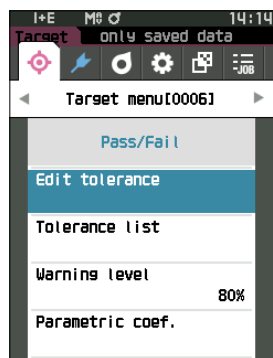 I+E M0 ♂ 14:14
Target only saved data
-JOB
Target menu[0006]
Pass/Fail
Edit tolerance
Tolerance list
Warning level
80%
Parametric coef.